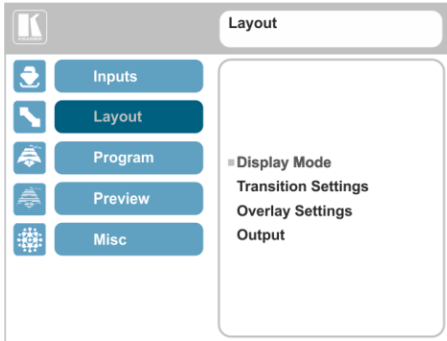 K
Layout
Inputs
Layout
Program
Preview
Misc
Display Mode
Transition Settings
Overlay Settings
Output